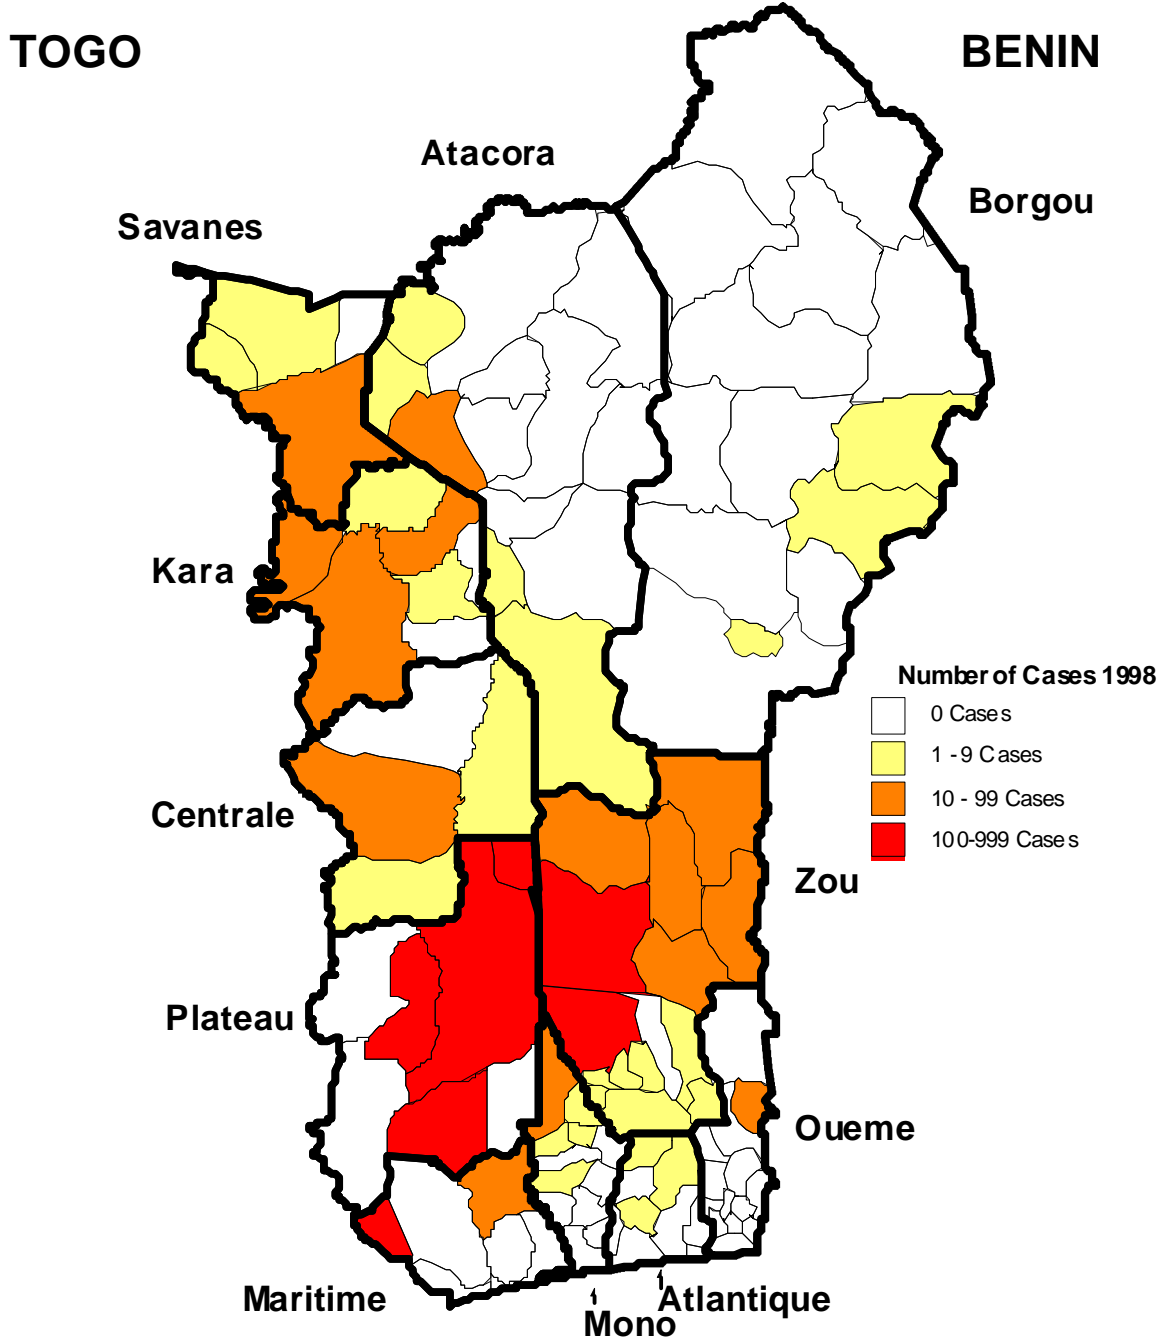 TOGO
BENIN
Atacora
Borgou
Savanes
Kara
Number of Cases 1998
0 Cases
1 - 9 Cases
10 - 99 Cases
100-999 Cases
Centrale
Zou
Plateau
Oueme
Maritime
Atlantique
Mono